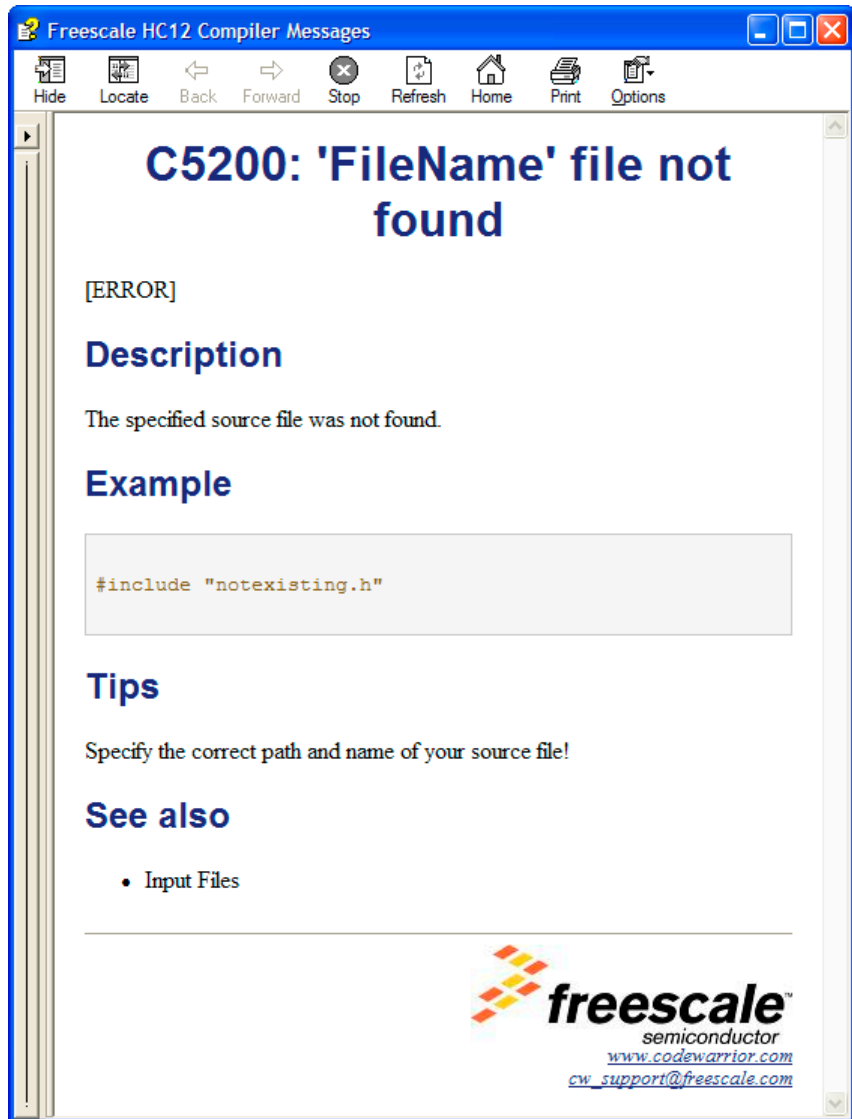 Freescale HC12 Compiler Messages
Hide Locate Back Forward Stop Refresh Home Print Options
C5200: 'FileName' file not
found
[ERROR]
Description
The specified source file was not found.
Example
#include "notexisting.h"
Tips
Specify the correct path and name of your source file!
See also
• Input Files
freescale™
semiconductor
www.codewarrior.com
cw_support@freescale.com